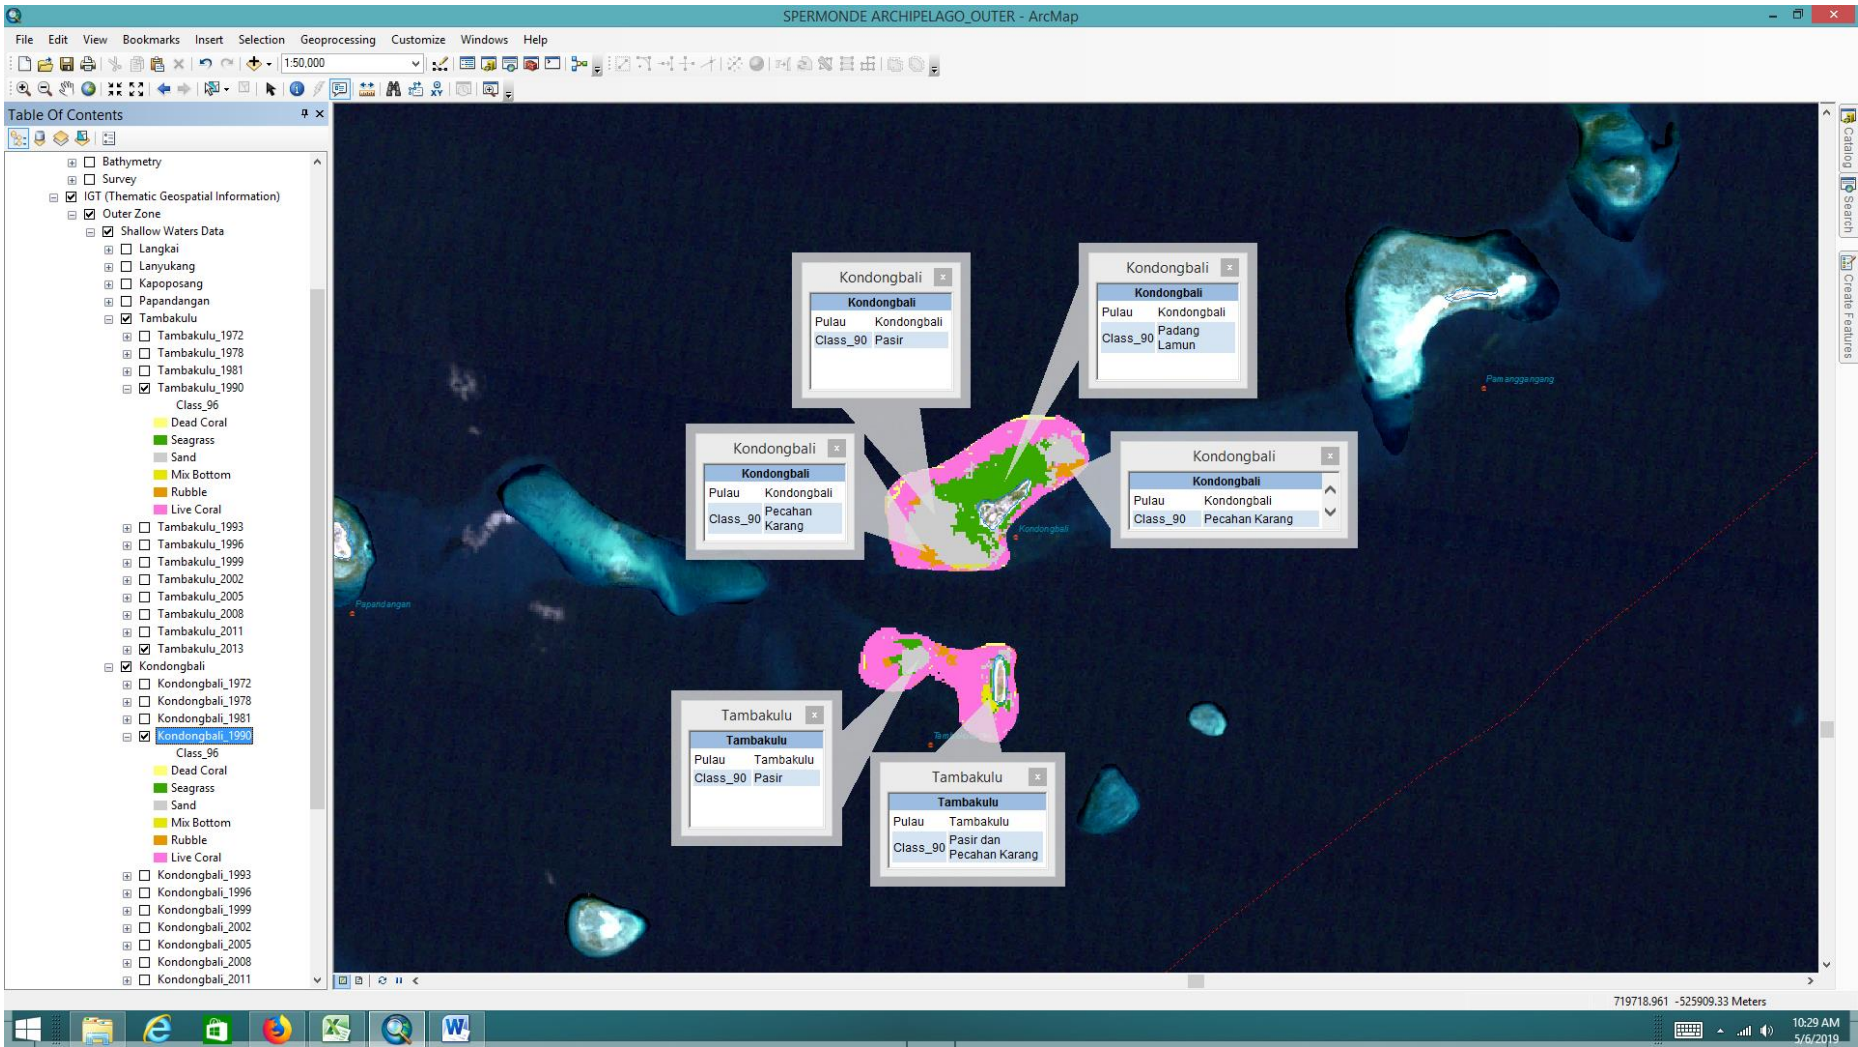 SPERMONDE ARCHIPELAGO_OUTER - ArcMap
File Edit View Bookmarks Insert Selection Geoprocessing Customize Windows Help
1:50,000
Table Of Contents
Bathymetry
Survey
IGT (Thematic Geospatial Information)
Outer Zone
Shallow Waters Data
Langkai
Lanyukang
Kapoposang
Papandangan
Tambakulu
Tambakulu_1972
Tambakulu_1978
Tambakulu_1981
Tambakulu_1990
Class_96
Dead Coral
Seagrass
Sand
Mix Bottom
Rubble
Live Coral
Tambakulu_1993
Tambakulu_1996
Tambakulu_1999
Tambakulu_2002
Tambakulu_2005
Tambakulu_2008
Tambakulu_2011
Tambakulu_2013
Kondongbali
Kondongbali_1972
Kondongbali_1978
Kondongbali_1981
Kondongbali_1990
Class_96
Dead Coral
Seagrass
Sand
Mix Bottom
Rubble
Live Coral
Kondongbali_1993
Kondongbali_1996
Kondongbali_1999
Kondongbali_2002
Kondongbali_2005
Kondongbali_2008
Kondongbali_2011
Kondongbali
Kondongbali
Pulau Kondongbali
Class_90 Pasir
Kondongbali
Kondongbali
Pulau Kondongbali
Class_90 Padang
Lamun
Kondongbali
Kondongbali
Pulau Kondongbali
Class_90 Pecahan
Karang
Kondongbali
Kondongbali
Pulau Kondongbali
Class_90 Pecahan Karang
Tambakulu
Tambakulu
Pulau Tambakulu
Class_90 Pasir
Tambakulu
Tambakulu
Pulau Tambakulu
Class_90 Pasir dan
Pecahan Karang
Pamanggangang
Kondongbali
Papandangan
Catalog
Search
Create Features
719718.961 -525909.33 Meters
10:29 AM
5/6/2019